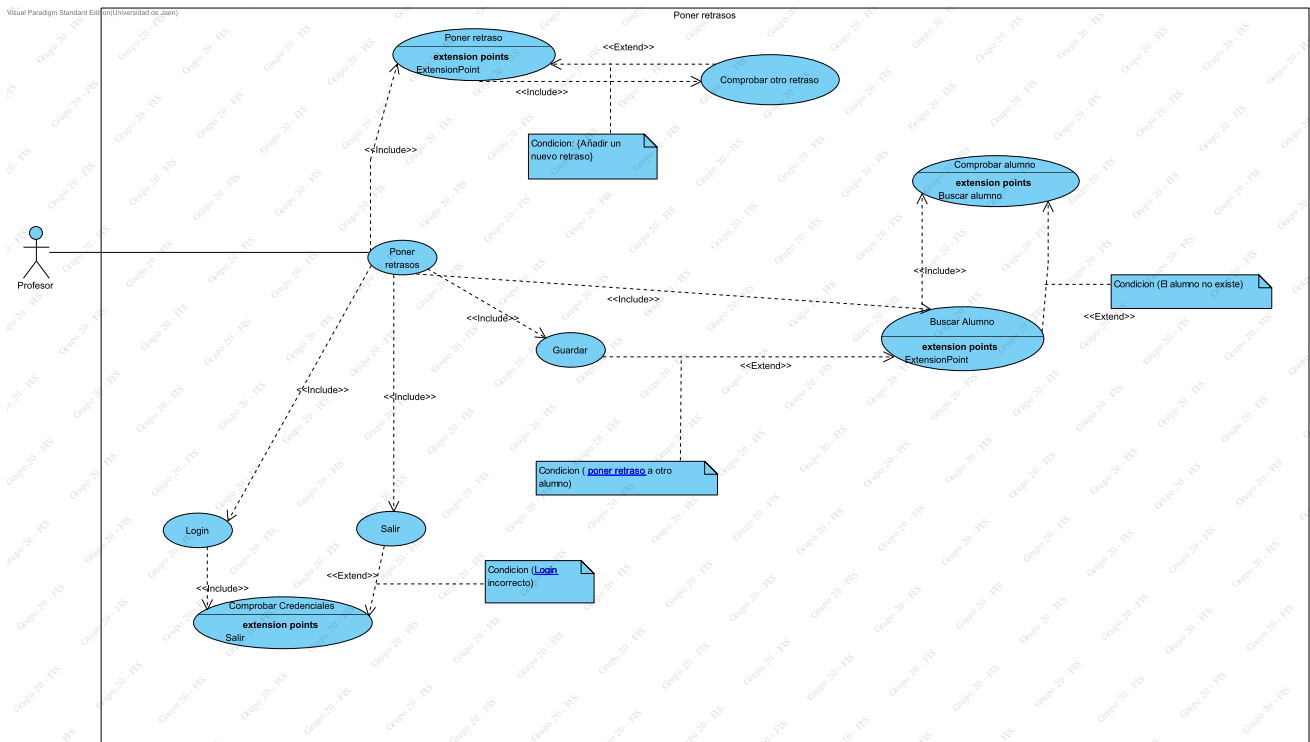 Visual Paradigm Standard Edition(Universidad de Jaen)
Poner retrasos
Poner retraso
extension points
ExtensionPoint
<<Extend>>
Comprobar otro retraso
<<Include>>
Condicion: {Añadir un
nuevo retraso}
<<Include>>
Comprobar alumno
extension points
Buscar alumno
Profesor
Poner
retrasos
<<Include>>
Condicion (El alumno no existe)
<<Include>>
<<Extend>>
<<Include>>
Buscar Alumno
extension points
ExtensionPoint
Guardar
<<Extend>>
<<Include>>
<<Include>>
Condicion ( poner retraso a otro
alumno)
Login
Salir
Condicion (Login
incorrecto)
<<Extend>>
<<Include>>
Comprobar Credenciales
extension points
Salir
Grupo 20 - FIS